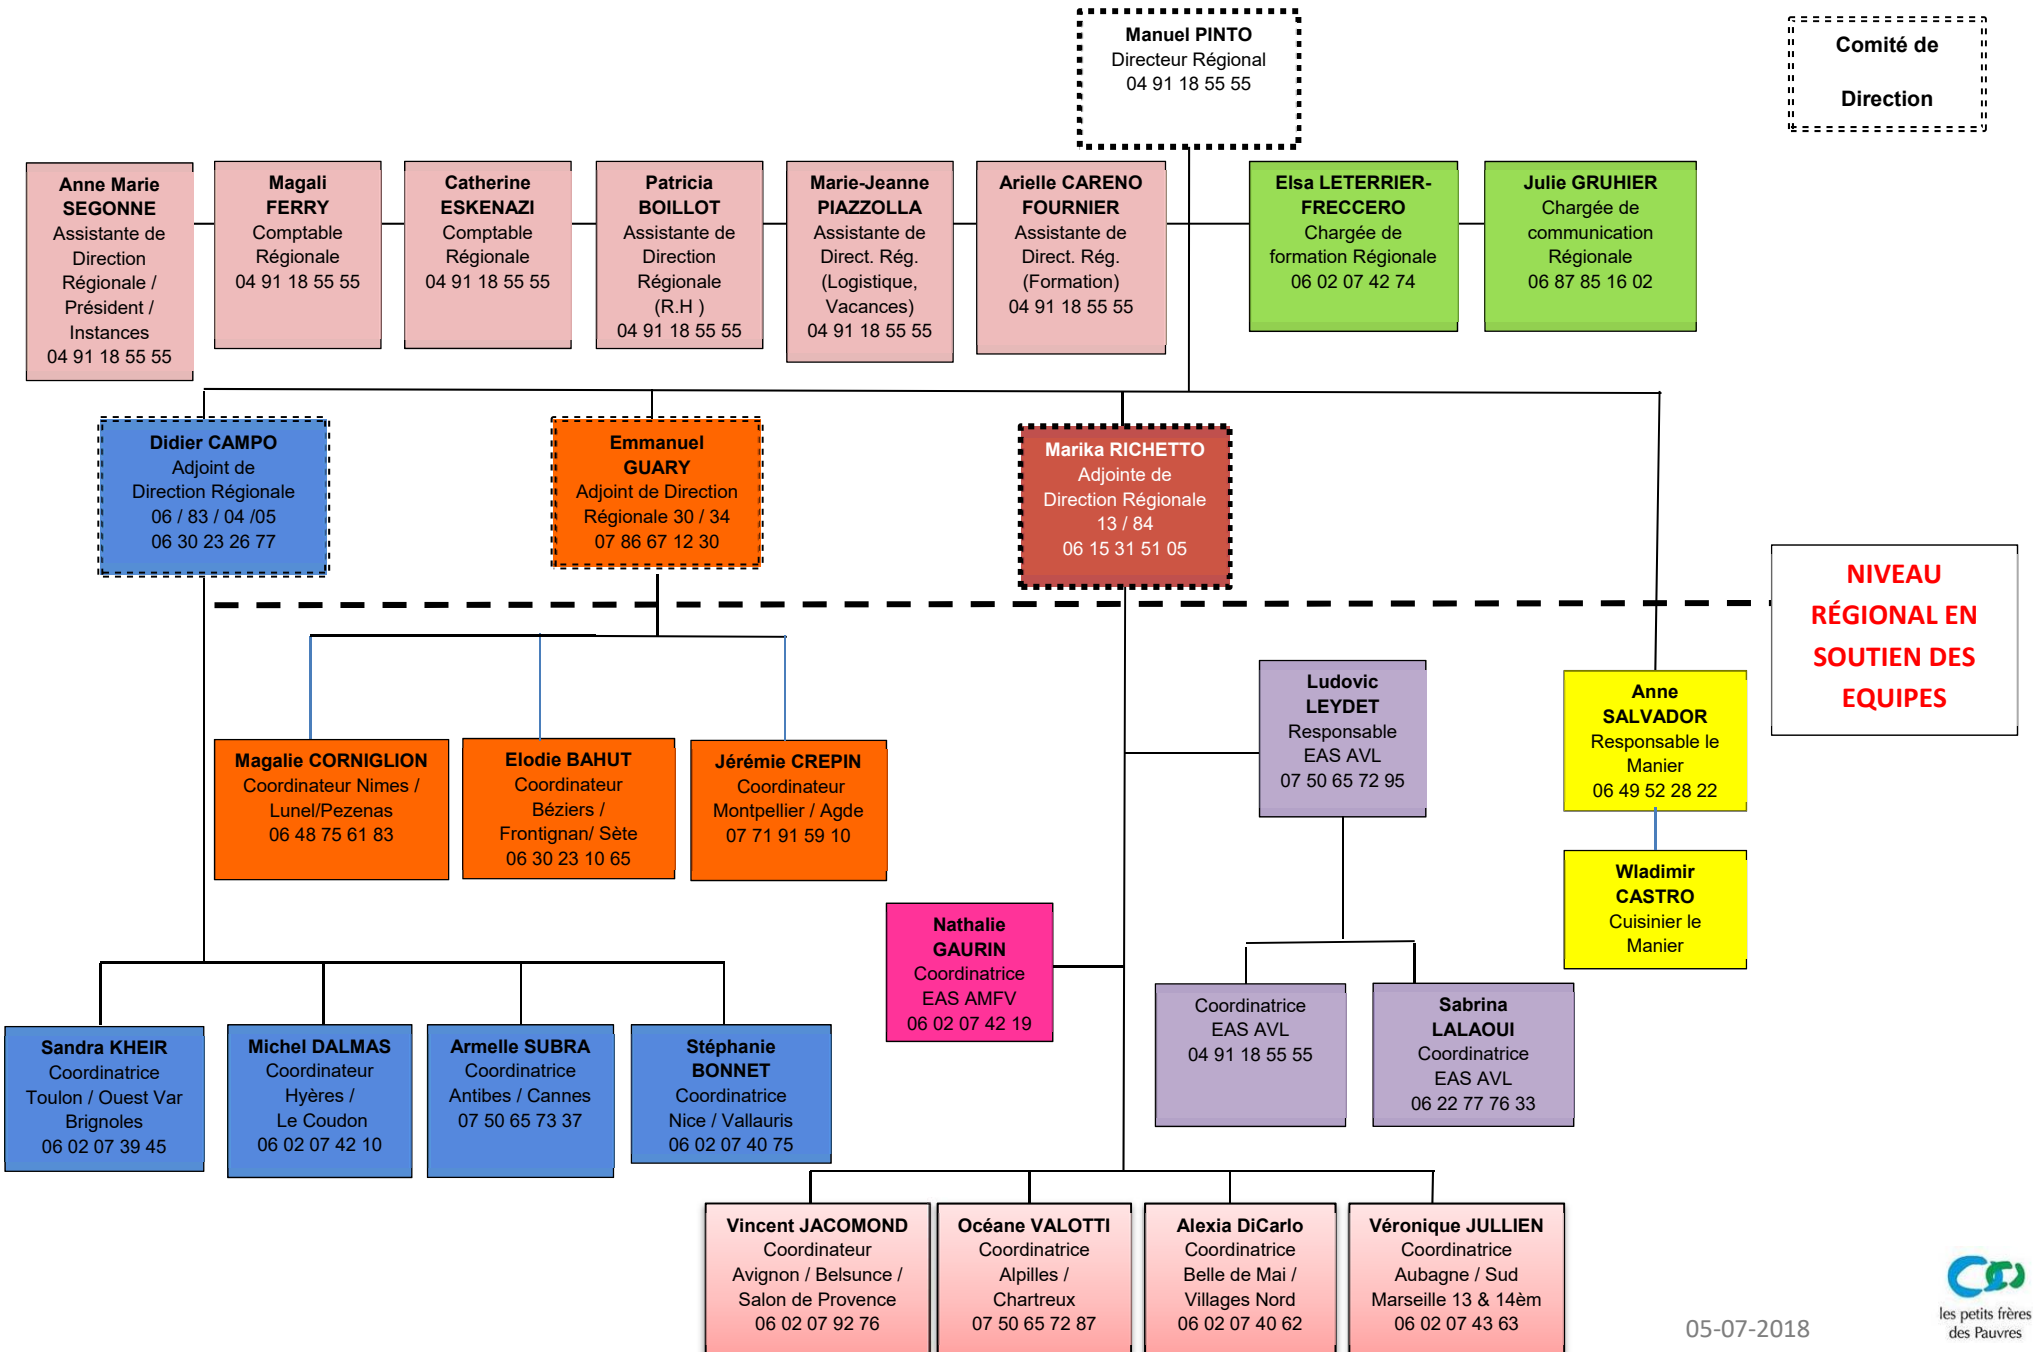 Manuel PINTO
Directeur Régional
04 91 18 55 55
Comité de
Direction
Anne Marie
SEGONNE
Assistante de
Direction
Régionale /
Président /
Instances
04 91 18 55 55
Magali
FERRY
Comptable
Régionale
04 91 18 55 55
Catherine
ESKENAZI
Comptable
Régionale
04 91 18 55 55
Patricia
BOILLOT
Assistante de
Direction
Régionale
(R.H )
04 91 18 55 55
Marie-Jeanne
PIAZZOLLA
Assistante de
Direct. Rég.
(Logistique,
Vacances)
04 91 18 55 55
Arielle CARENO
FOURNIER
Assistante de
Direct. Rég.
(Formation)
04 91 18 55 55
Elsa LETERRIER-
FRECCERO
Chargée de
formation Régionale
06 02 07 42 74
Julie GRUHIER
Chargée de
communication
Régionale
06 87 85 16 02
Didier CAMPO
Adjoint de
Direction Régionale
06 / 83 / 04 /05
06 30 23 26 77
Emmanuel
GUARY
Adjoint de Direction
Régionale 30 / 34
07 86 67 12 30
Marika RICHETTO
Adjointe de
Direction Régionale
13 / 84
06 15 31 51 05
NIVEAU
RÉGIONAL EN
SOUTIEN DES
EQUIPES
Ludovic
LEYDET
Responsable
EAS AVL
07 50 65 72 95
Anne
SALVADOR
Responsable le
Manier
06 49 52 28 22
Magalie CORNIGLION
Coordinateur Nimes /
Lunel/Pezenas
06 48 75 61 83
Elodie BAHUT
Coordinateur
Béziers /
Frontignan/ Sète
06 30 23 10 65
Jérémie CREPIN
Coordinateur
Montpellier / Agde
07 71 91 59 10
Wladimir
CASTRO
Cuisinier le
Manier
Nathalie
GAURIN
Coordinatrice
EAS AMFV
06 02 07 42 19
Coordinatrice
EAS AVL
04 91 18 55 55
Sabrina
LALAOUI
Coordinatrice
EAS AVL
06 22 77 76 33
Sandra KHEIR
Coordinatrice
Toulon / Ouest Var
Brignoles
06 02 07 39 45
Michel DALMAS
Coordinateur
Hyères /
Le Coudon
06 02 07 42 10
Armelle SUBRA
Coordinatrice
Antibes / Cannes
07 50 65 73 37
Stéphanie
BONNET
Coordinatrice
Nice / Vallauris
06 02 07 40 75
Vincent JACOMOND
Coordinateur
Avignon / Belsunce /
Salon de Provence
06 02 07 92 76
Océane VALOTTI
Coordinatrice
Alpilles /
Chartreux
07 50 65 72 87
Alexia DiCarlo
Coordinatrice
Belle de Mai /
Villages Nord
06 02 07 40 62
Véronique JULLIEN
Coordinatrice
Aubagne / Sud
Marseille 13 & 14èm
06 02 07 43 63
05-07-2018
les petits frères
des Pauvres